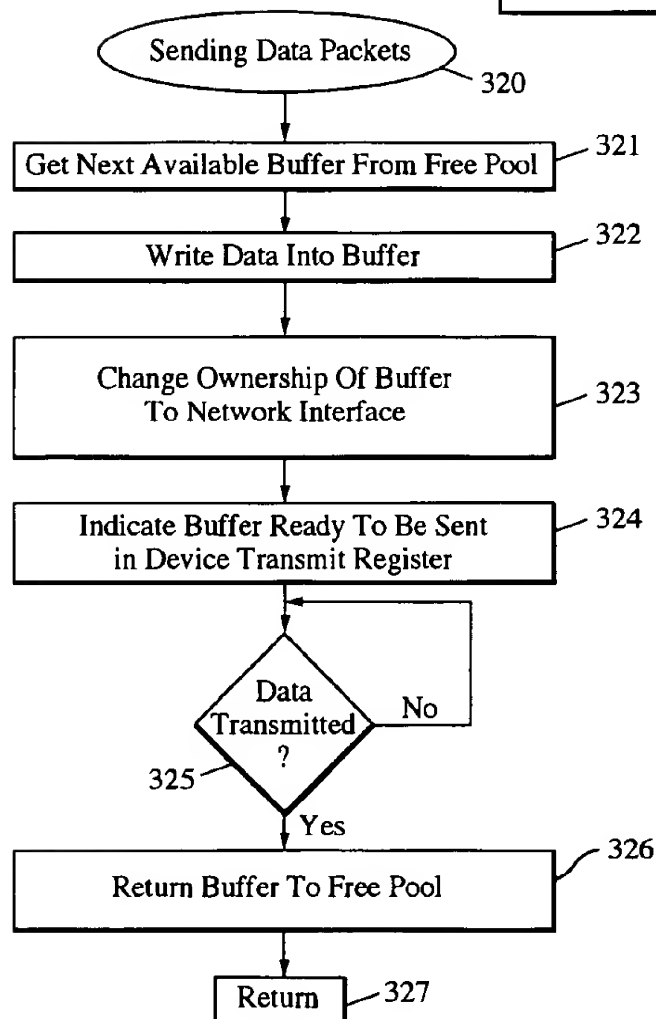 Sending Data Packets
320
Get Next Available Buffer From Free Pool
321
Write Data Into Buffer
322
Change Ownership Of Buffer
To Network Interface
323
Indicate Buffer Ready To Be Sent
in Device Transmit Register
324
Data
Transmitted
?
No
325
Yes
Return Buffer To Free Pool
326
Return
327